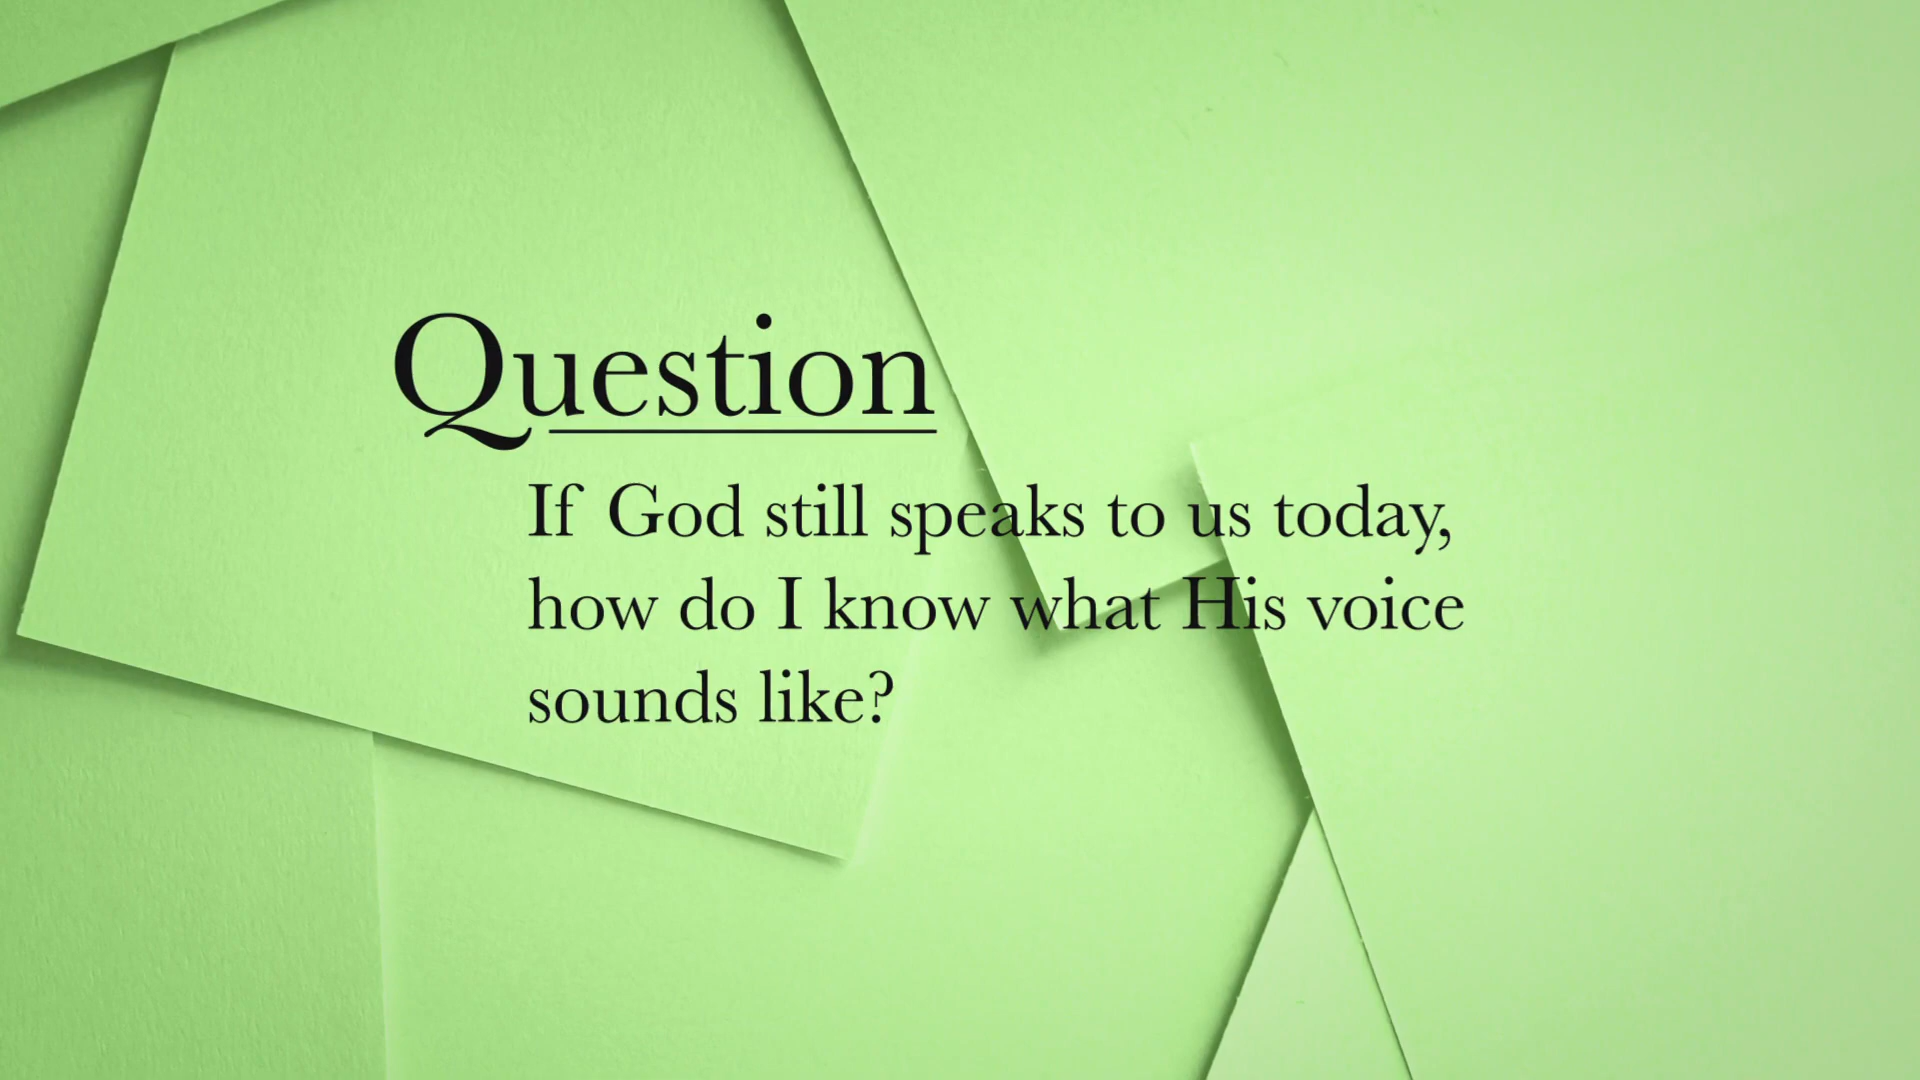 Question
If God still speaks to us today,
how do I know what His voice
sounds like?